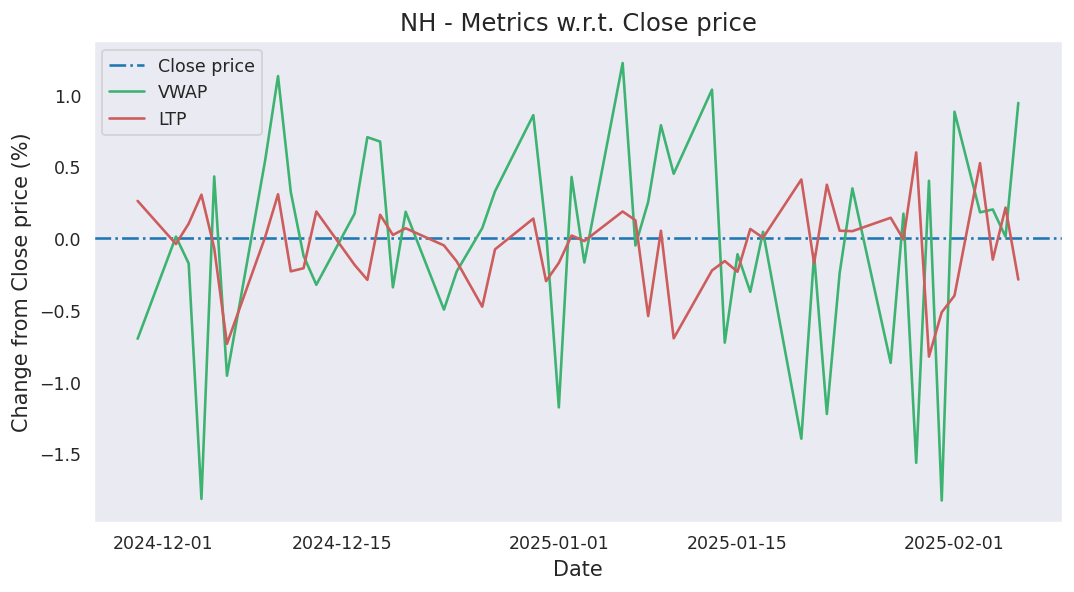 NH - Metrics w.r.t. Close price
Close price
VWAP
LTP
Change from Close price (%)
1.0
0.5
0.0
−0.5
−1.0
−1.5
2024-12-01
2024-12-15
2025-01-01
2025-01-15
2025-02-01
Date